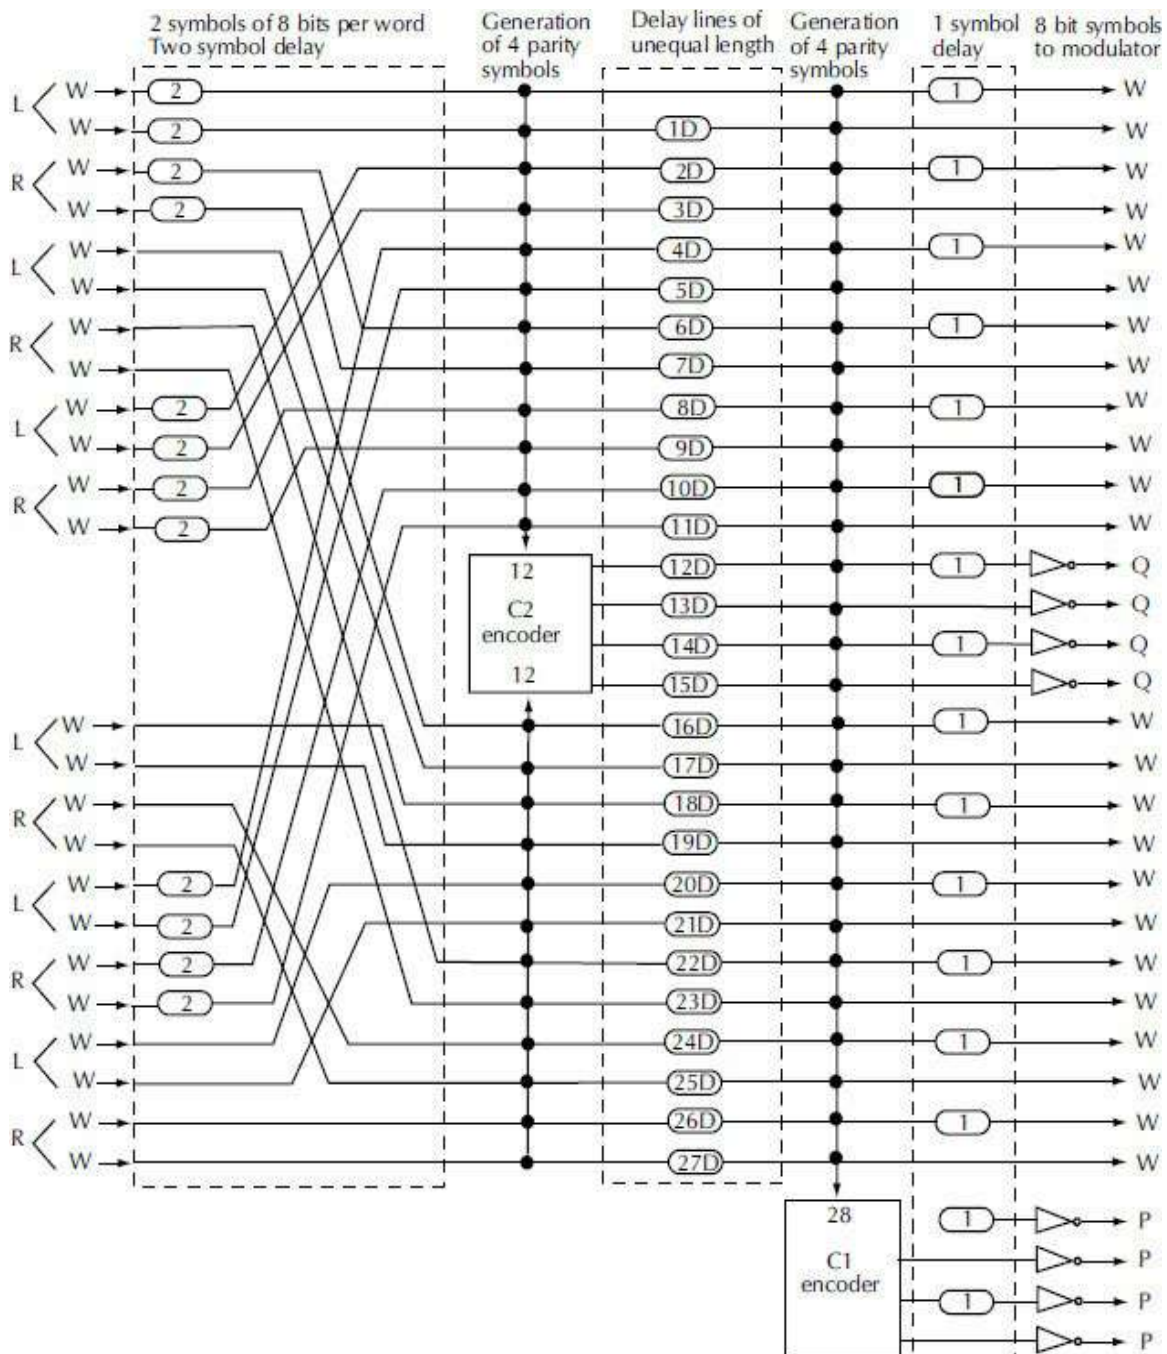 2 symbols of 8 bits per word
Two symbol delay
Generation
of 4 parity
symbols
Delay lines of
unequal length
Generation
of 4 parity
symbols
1 symbol
delay
8 bit symbols
to modulator
L W 2 1 W
W 2 1D W
R W 2 2D 1 W
W 2 3D W
L W 4D 1 W
W 5D W
R W 6D 1 W
W 7D W
L W 2 8D 1 W
W 2 9D W
R W 2 10D 1 W
W 2 11D W
12 12D 1 Q
C2 13D Q
encoder 14D 1 Q
12 15D Q
L W 16D 1 W
W 17D W
R W 18D 1 W
W 19D W
L W 2 20D 1 W
W 2 21D W
R W 2 22D 1 W
W 2 23D W
L W 24D 1 W
W 25D W
R W 26D 1 W
W 27D W
28 1 P
C1 P
encoder 1 P
P